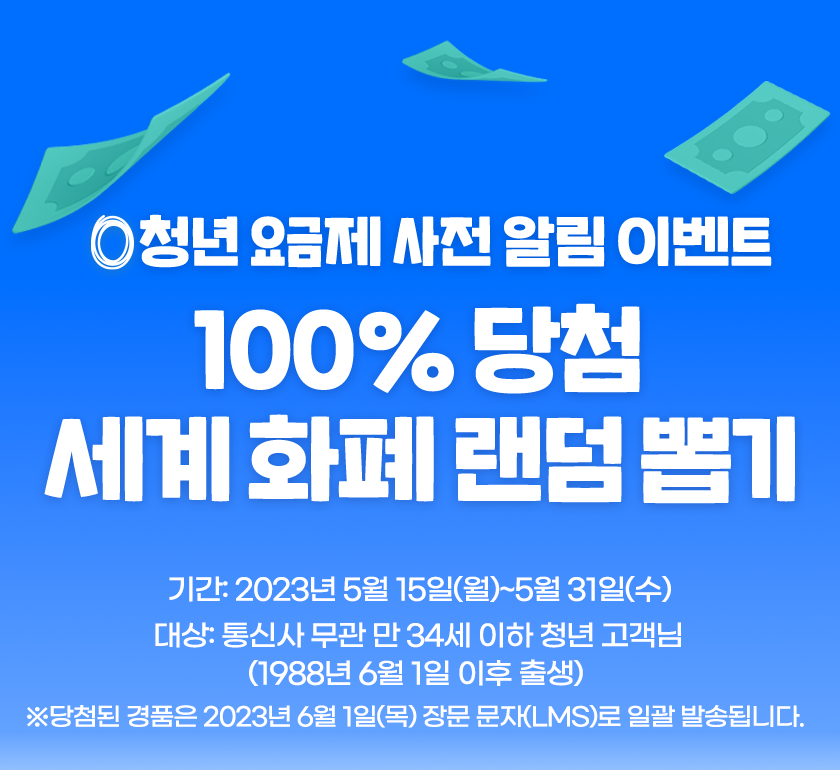 0청년 요금제 사전 알림 이벤트
100% 당첨
세계 화폐 랜덤 뽑기
기간: 2023년 5월 15일(월)~5월 31일(수)
대상: 통신사 무관 만 34세 이하 청년 고객님
(1988년 6월 1일 이후 출생)
※당첨된 경품은 2023년 6월 1일(목) 장문 문자(LMS)로 일괄 발송됩니다.